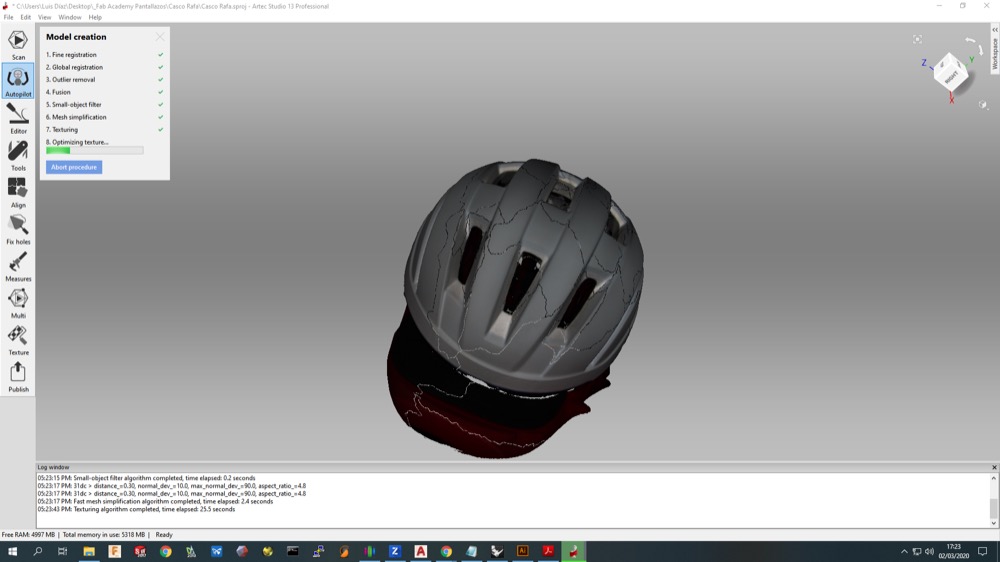 * C:\Users\Luis Díaz\Desktop\_Fab Academy Pantallazos\Casco Rafa\Casco Rafa.sproj - Artec Studio 13 Professional
File Edit View Window Help
Model creation
1. Fine registration
2. Global registration
3. Outlier removal
4. Fusion
5. Small-object filter
6. Mesh simplification
7. Texturing
8. Optimizing texture...
Abort procedure
Scan
Autopilot
Editor
Tools
Align
Fix holes
Measures
Multi
Texture
Publish
Workspace
Z
Y
RIGHT
X
Log window
05:23:15 PM: Small-object filter algorithm completed, time elapsed: 0.2 seconds
05:23:17 PM: 31dc > distance_=0.30, normal_dev_=10.0, max_normal_dev_=90.0, aspect_ratio_=4.8
05:23:17 PM: 31dc > distance_=0.30, normal_dev_=10.0, max_normal_dev_=90.0, aspect_ratio_=4.8
05:23:17 PM: Fast mesh simplification algorithm completed, time elapsed: 2.4 seconds
05:23:43 PM: Texturing algorithm completed, time elapsed: 25.5 seconds
Free RAM: 4997 MB | Total memory in use: 5318 MB | Ready
17:23
02/03/2020